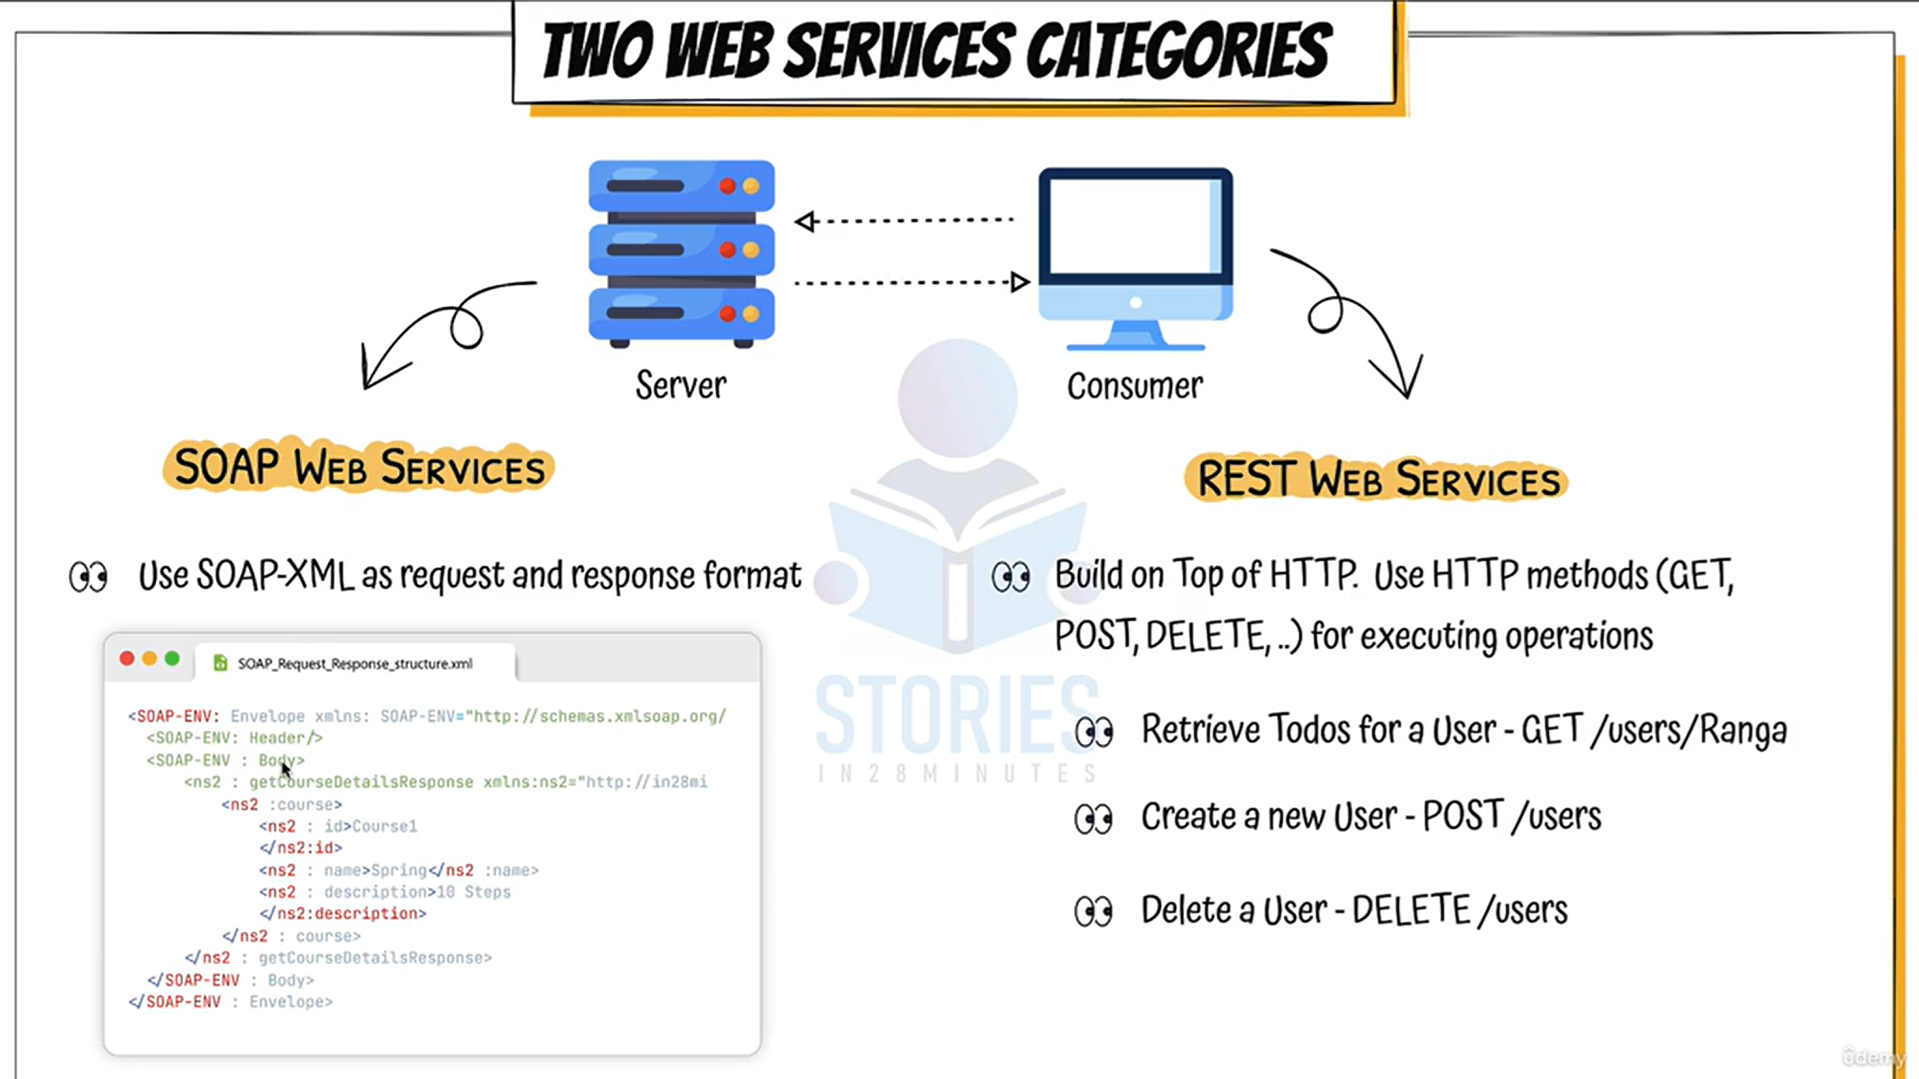 TWO WEB SERVICES CATEGORIES
Server
Consumer
SOAP WEB SERVICES
Use SOAP-XML as request and response format
SOAP_Request_Response_structure.xml
<SOAP-ENV: Envelope xmlns: SOAP-ENV="http://schemas.xmlsoap.org/
<SOAP-ENV: Header/>
<SOAP-ENV : Body>
<ns2 : getCourseDetailsResponse xmlns:ns2="http://in28mi
<ns2 :course>
<ns2 : id>Course1
</ns2:id>
<ns2 : name>Spring</ns2 :name>
<ns2 : description>10 Steps
</ns2:description>
</ns2 : course>
</ns2 : getCourseDetailsResponse>
</SOAP-ENV : Body>
</SOAP-ENV : Envelope>
REST WEB SERVICES
Build on Top of HTTP. Use HTTP methods (GET,
POST, DELETE, ..) for executing operations
Retrieve Todos for a User - GET /users/Ranga
Create a new User - POST /users
Delete a User - DELETE /users
STORIES
IN28MINUTES
ûdemy